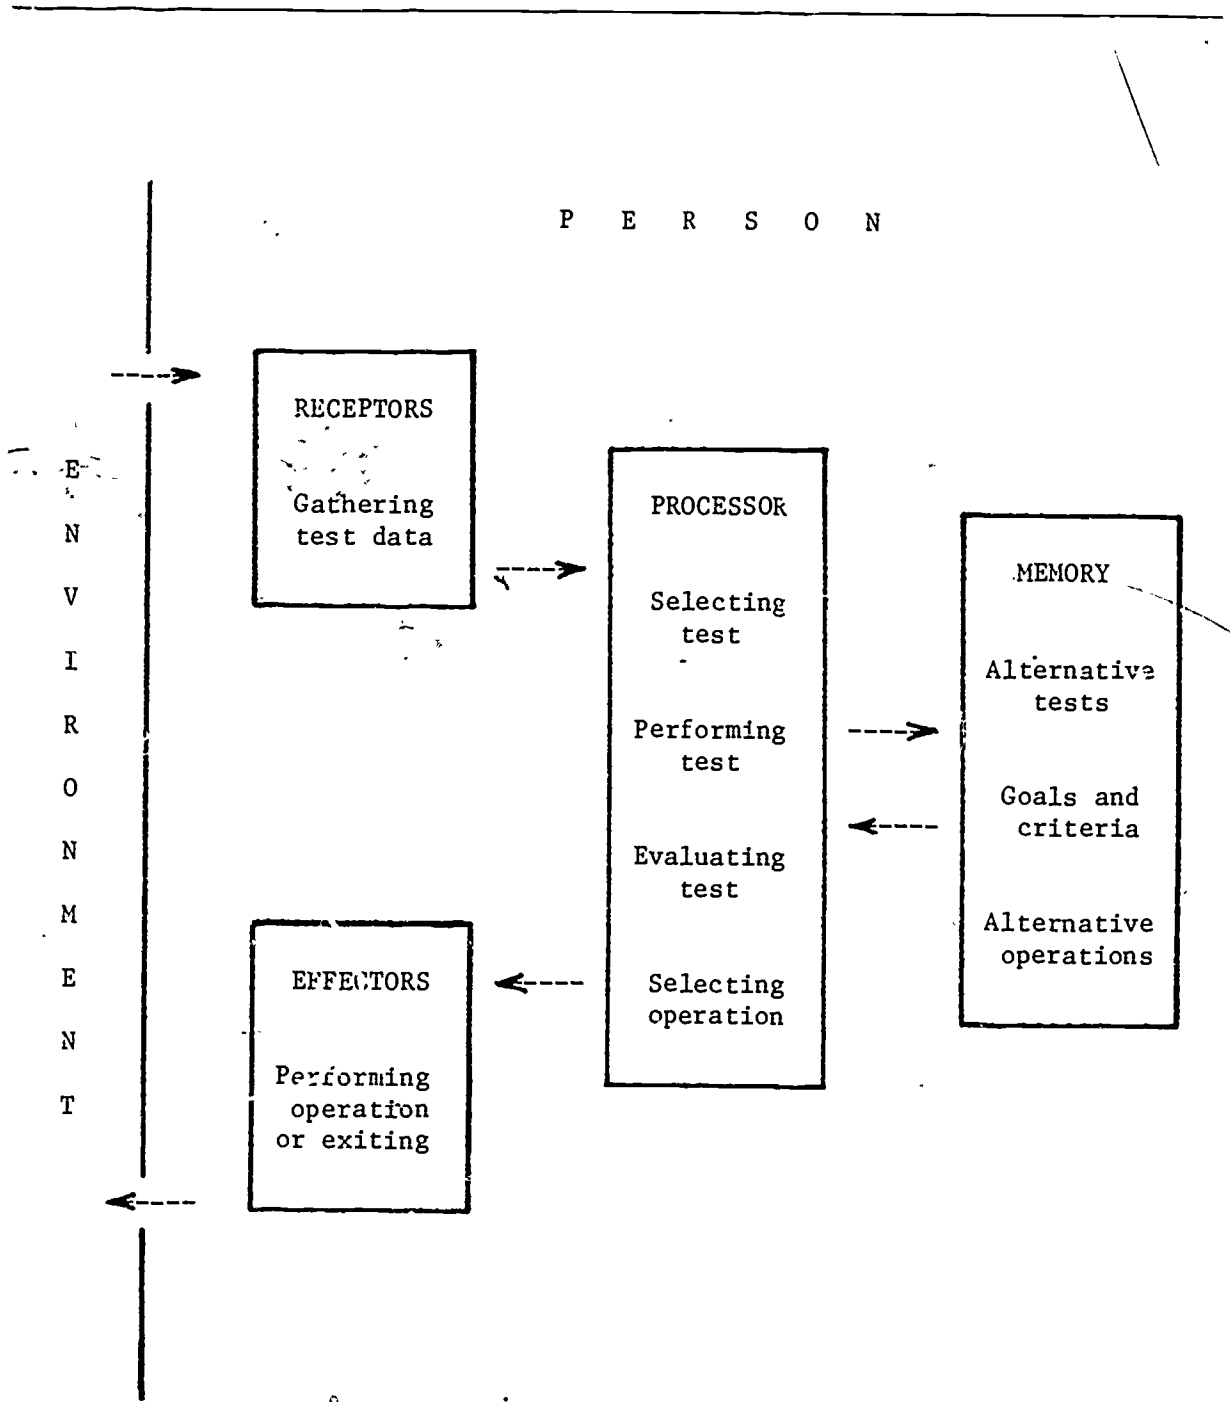 P E R S O N
E N V I R O N M E N T
RECEPTORS
Gathering
test data
PROCESSOR
Selecting
test
Performing
test
Evaluating
test
Selecting
operation
MEMORY
Alternative
tests
Goals and
criteria
Alternative
operations
EFFECTORS
Performing
operation
or exiting